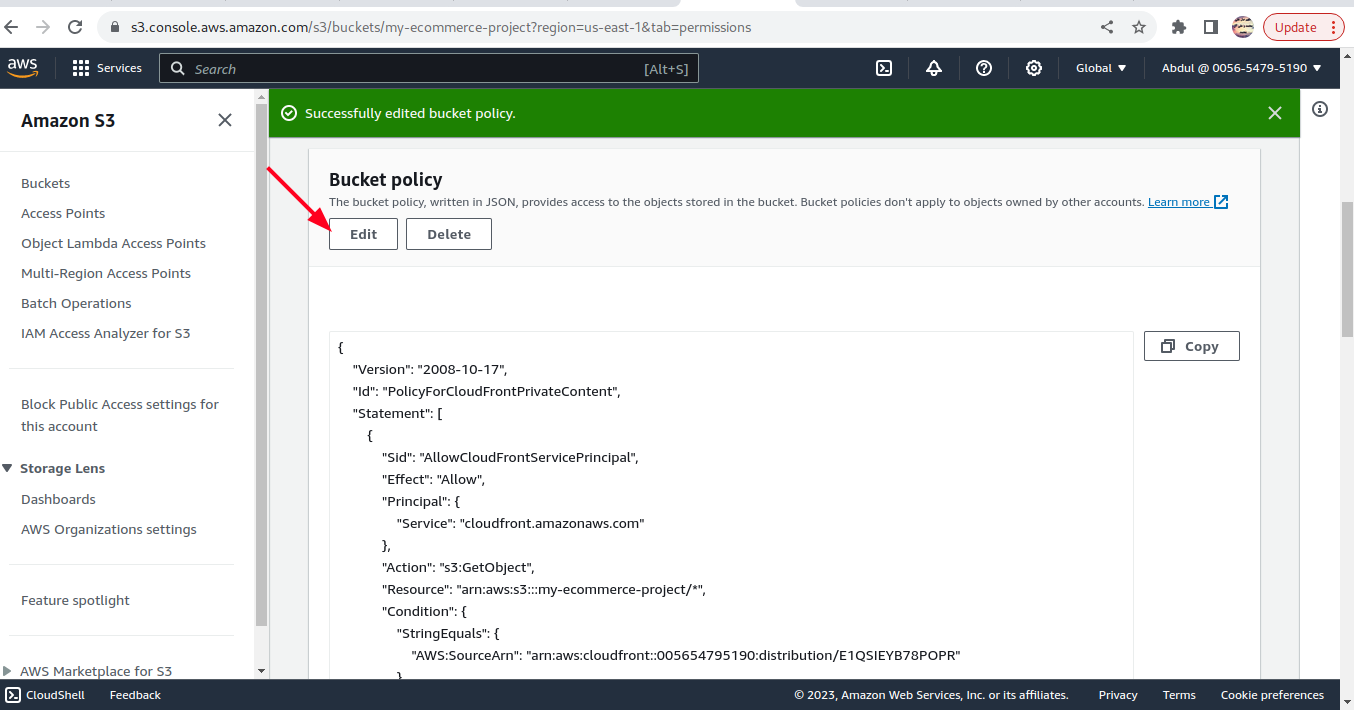 s3.console.aws.amazon.com/s3/buckets/my-ecommerce-project?region=us-east-1&tab=permissions
Update
aws
Services
Search
[Alt+S]
Global
Abdul @ 0056-5479-5190
Amazon S3
Buckets
Access Points
Object Lambda Access Points
Multi-Region Access Points
Batch Operations
IAM Access Analyzer for S3
Block Public Access settings for
this account
Storage Lens
Dashboards
AWS Organizations settings
Feature spotlight
AWS Marketplace for S3
Successfully edited bucket policy.
Bucket policy
The bucket policy, written in JSON, provides access to the objects stored in the bucket. Bucket policies don't apply to objects owned by other accounts. Learn more
Edit
Delete
Copy
{
"Version": "2008-10-17",
"Id": "PolicyForCloudFrontPrivateContent",
"Statement": [
{
"Sid": "AllowCloudFrontServicePrincipal",
"Effect": "Allow",
"Principal": {
"Service": "cloudfront.amazonaws.com"
},
"Action": "s3:GetObject",
"Resource": "arn:aws:s3:::my-ecommerce-project/*",
"Condition": {
"StringEquals": {
"AWS:SourceArn": "arn:aws:cloudfront::005654795190:distribution/E1QSIEYB78POPR"
}
CloudShell
Feedback
© 2023, Amazon Web Services, Inc. or its affiliates.
Privacy
Terms
Cookie preferences